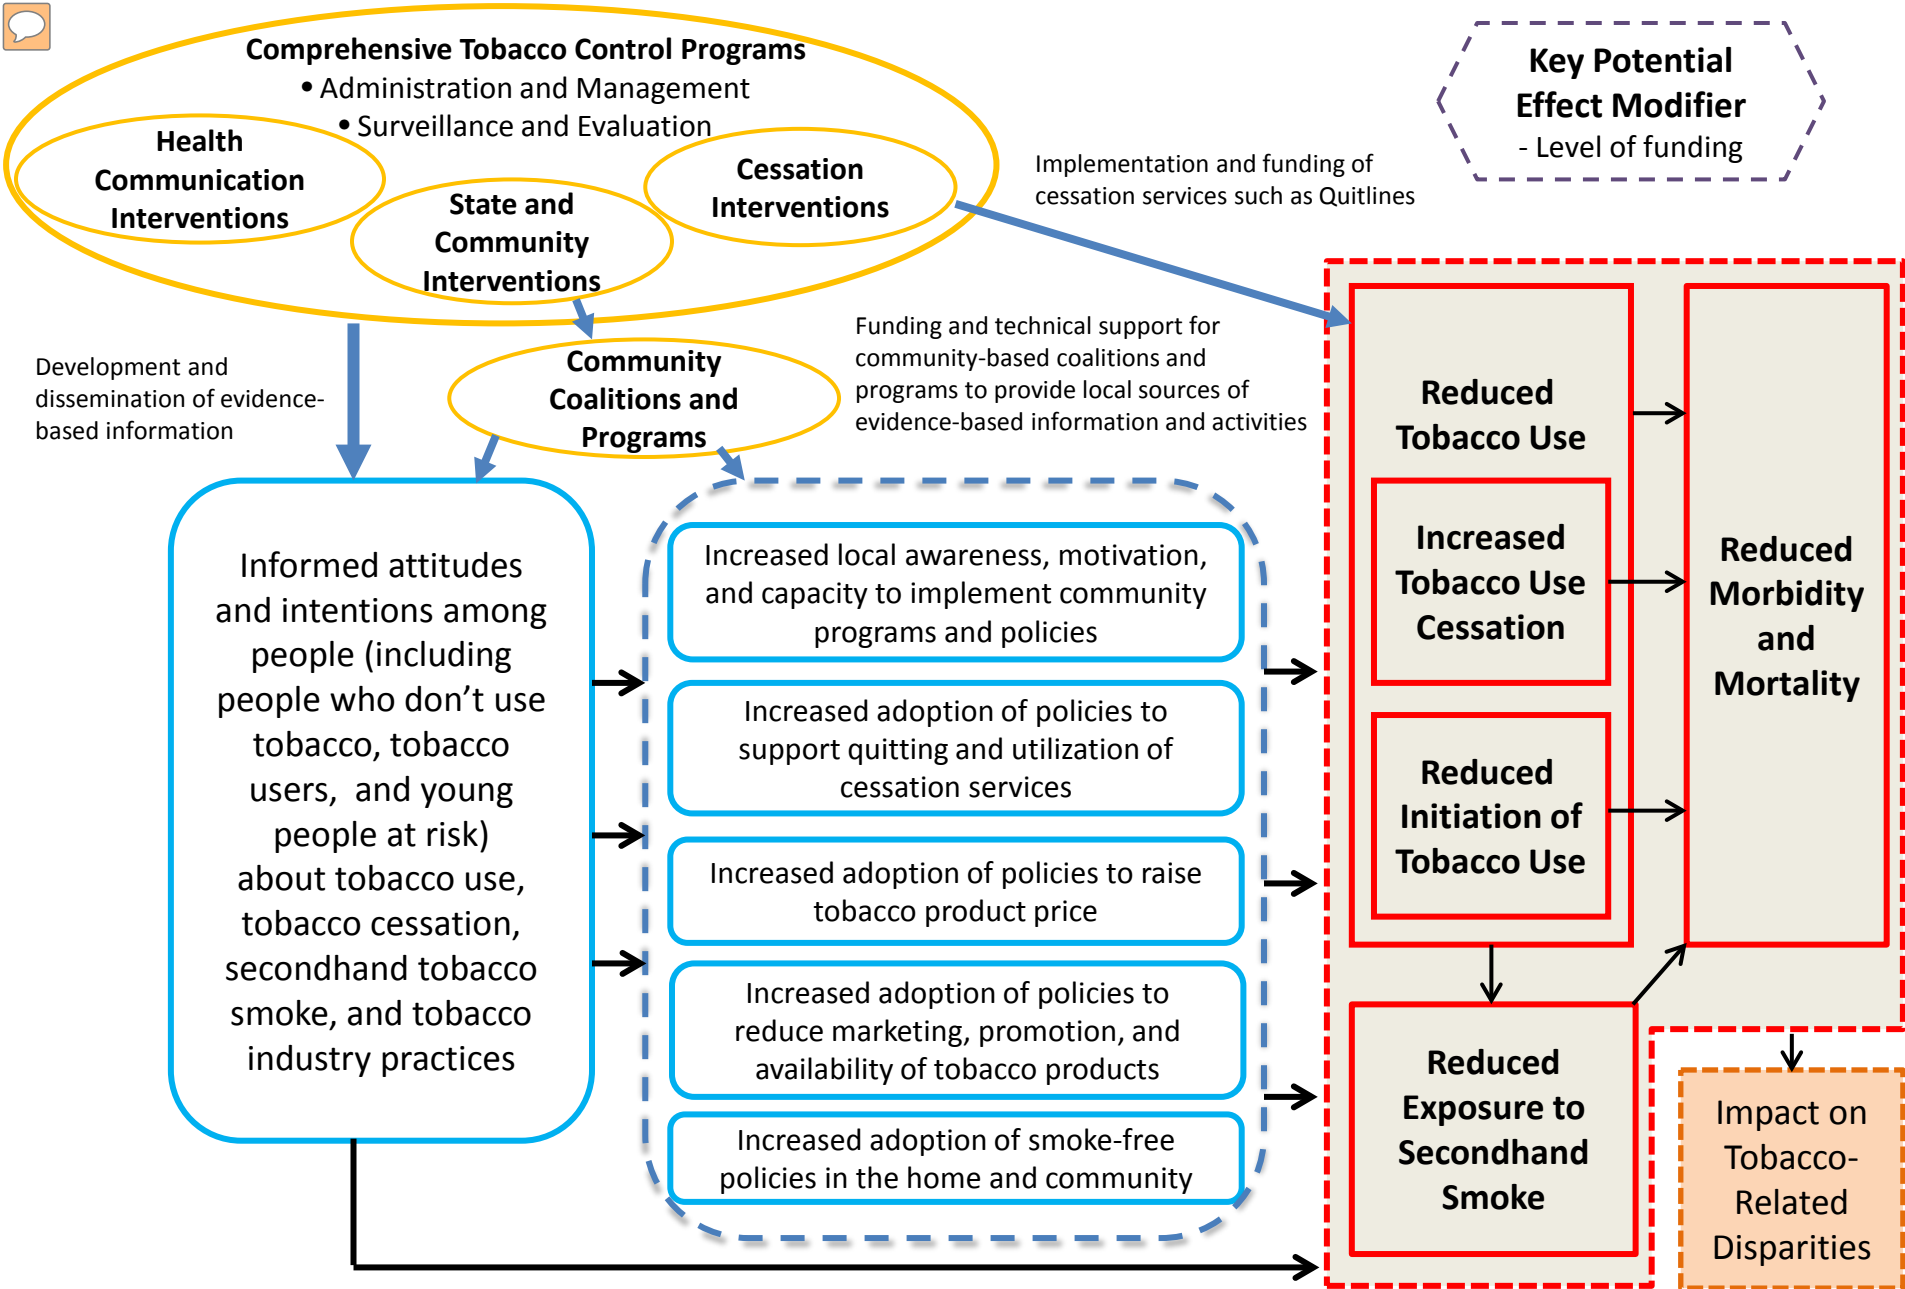 Comprehensive Tobacco Control Programs
• Administration and Management
• Surveillance and Evaluation
Health
Communication
Interventions
State and
Community
Interventions
Cessation
Interventions
Implementation and funding of
cessation services such as Quitlines
Key Potential
Effect Modifier
- Level of funding
Development and
dissemination of evidence-
based information
Community
Coalitions and
Programs
Funding and technical support for
community-based coalitions and
programs to provide local sources of
evidence-based information and activities
Informed attitudes
and intentions among
people (including
people who don’t use
tobacco, tobacco
users, and young
people at risk)
about tobacco use,
tobacco cessation,
secondhand tobacco
smoke, and tobacco
industry practices
Increased local awareness, motivation,
and capacity to implement community
programs and policies
Increased adoption of policies to
support quitting and utilization of
cessation services
Increased adoption of policies to raise
tobacco product price
Increased adoption of policies to
reduce marketing, promotion, and
availability of tobacco products
Increased adoption of smoke-free
policies in the home and community
Reduced
Tobacco Use
Increased
Tobacco Use
Cessation
Reduced
Initiation of
Tobacco Use
Reduced
Morbidity
and
Mortality
Reduced
Exposure to
Secondhand
Smoke
Impact on
Tobacco-
Related
Disparities